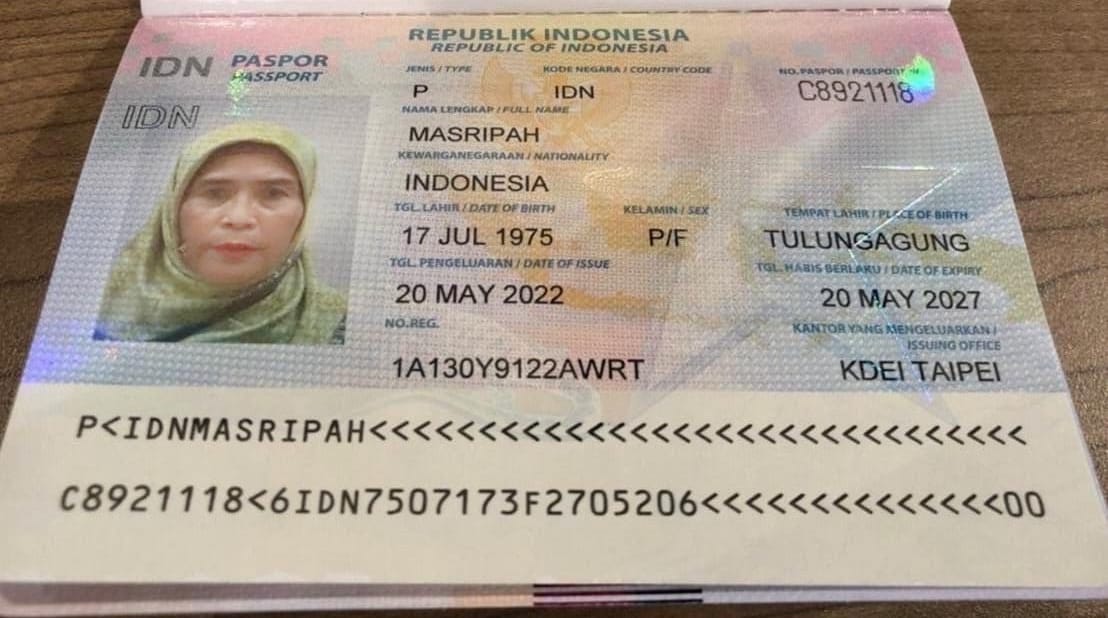 REPUBLIK INDONESIA
REPUBLIC OF INDONESIA
IDN PASPOR
PASSPORT
IDN
JENIS / TYPE KODE NEGARA / COUNTRY CODE NO. PASPOR / PASSPORT
P IDN C8921118
NAMA LENGKAP / FULL NAME
MASRIPAH
KEWARGANEGARAAN / NATIONALITY
INDONESIA
TGL. LAHIR / DATE OF BIRTH KELAMIN / SEX TEMPAT LAHIR / PLACE OF BIRTH
17 JUL 1975 P/F TULUNGAGUNG
TGL. PENGELUARAN / DATE OF ISSUE TGL. HABIS BERLAKU / DATE OF EXPIRY
20 MAY 2022 20 MAY 2027
NO. REG. KANTOR YANG MENGELUARKAN /
ISSUING OFFICE
1A130Y9122AWRT KDEI TAIPEI
P<IDNMASRIPAH<<<<<<<<<<<<<<<<<<<<<<<<<<<<<<<
C8921118<6IDN7507173F2705206<<<<<<<<<<<<<<00